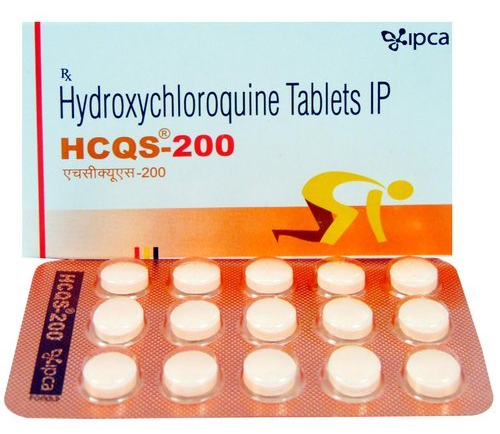 ipca
Rx
Hydroxychloroquine Tablets IP
HCQS®-200
एचसीक्यूएस-200
HCQS-200 ipca